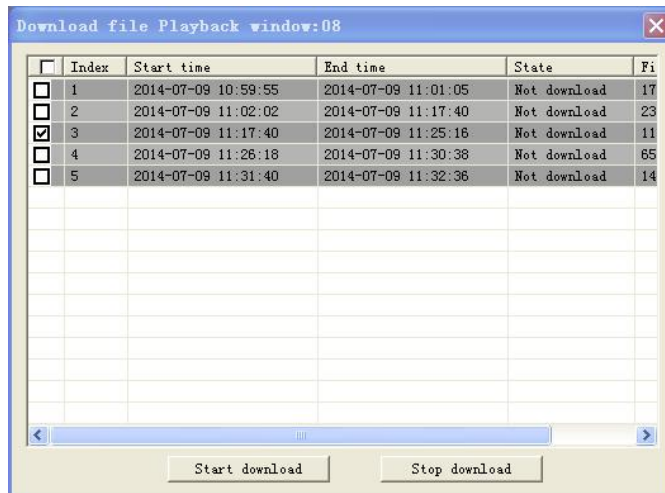 Download file Playback window:08
Index Start time End time State Fi
1 2014-07-09 10:59:55 2014-07-09 11:01:05 Not download 17
2 2014-07-09 11:02:02 2014-07-09 11:17:40 Not download 23
3 2014-07-09 11:17:40 2014-07-09 11:25:16 Not download 11
4 2014-07-09 11:26:18 2014-07-09 11:30:38 Not download 65
5 2014-07-09 11:31:40 2014-07-09 11:32:36 Not download 14
Start download Stop download